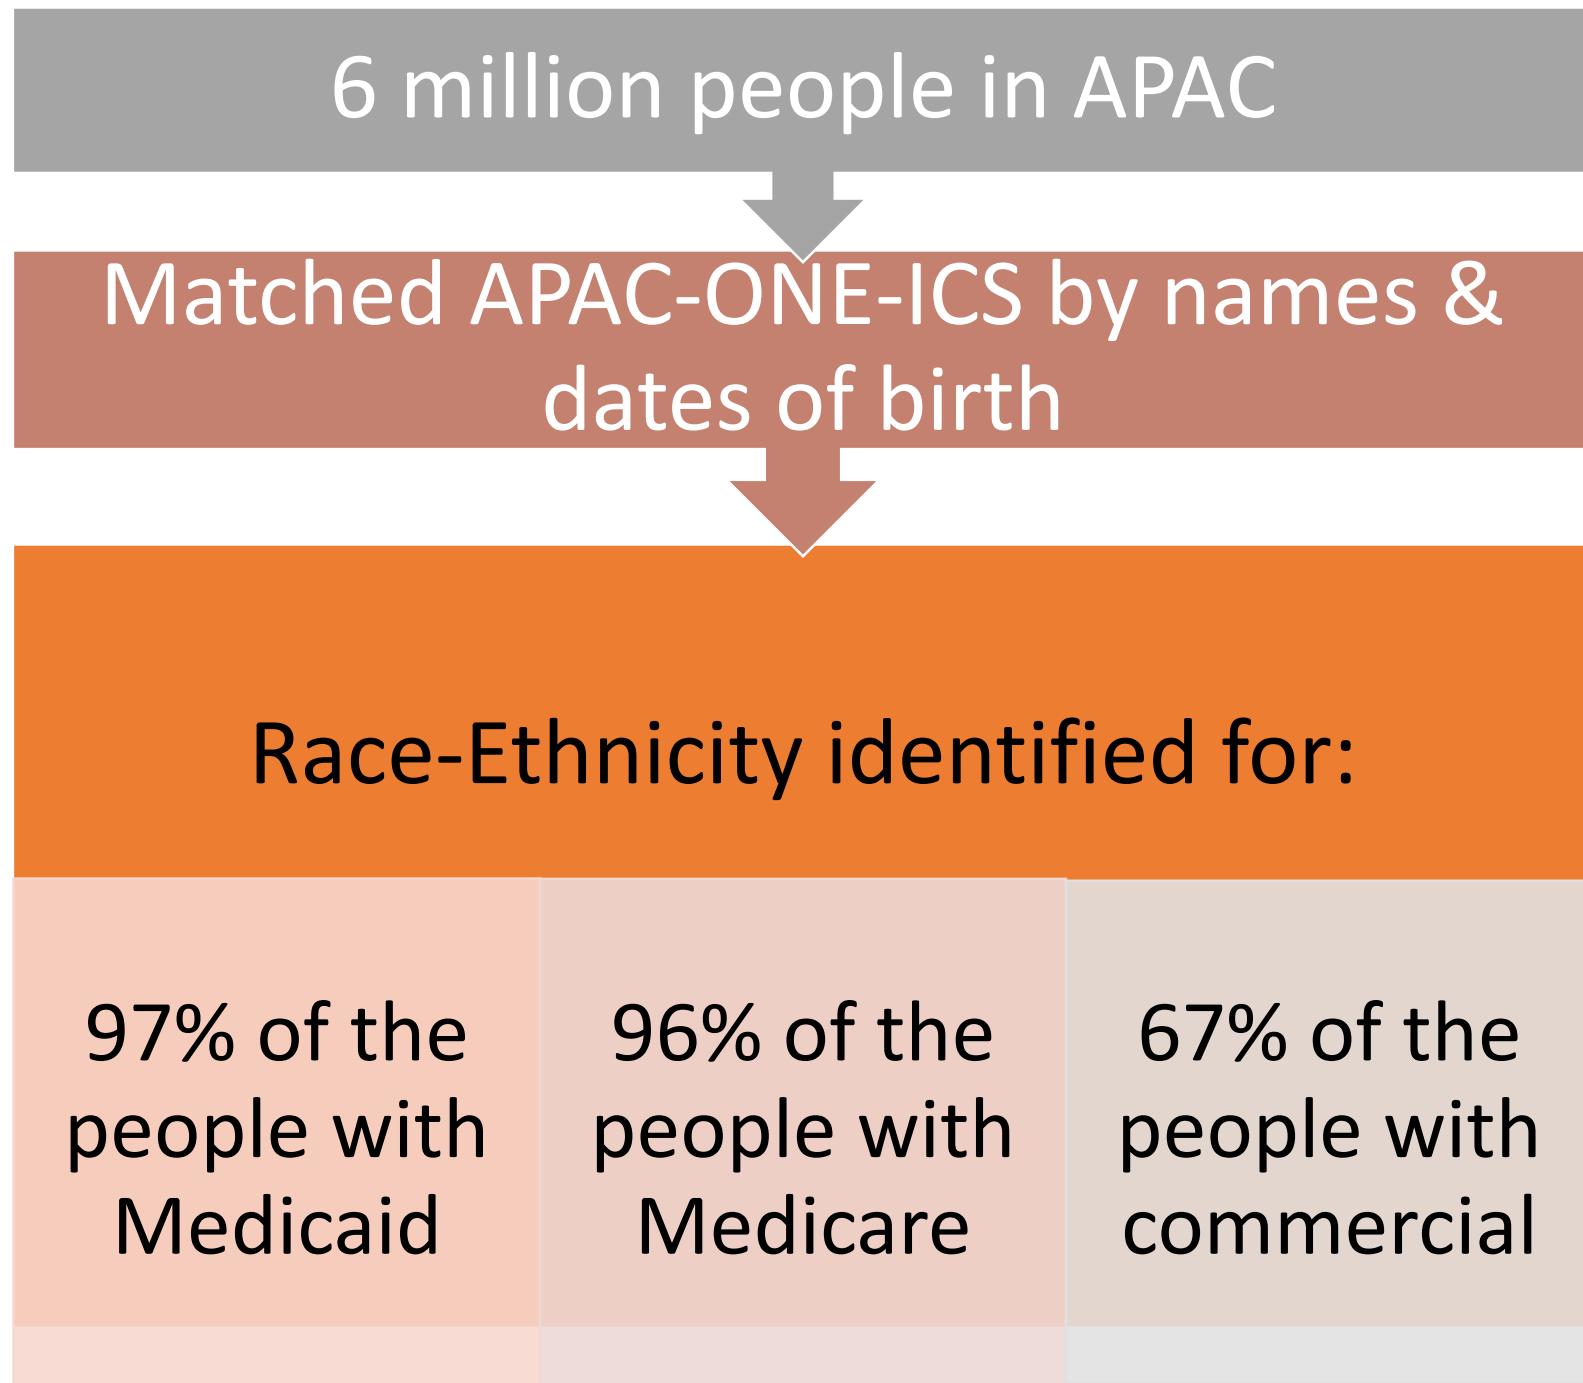 6 million people in APAC
Matched APAC-ONE-ICS by names &
dates of birth
Race-Ethnicity identified for:
97% of the
people with
Medicaid
96% of the
people with
Medicare
67% of the
people with
commercial